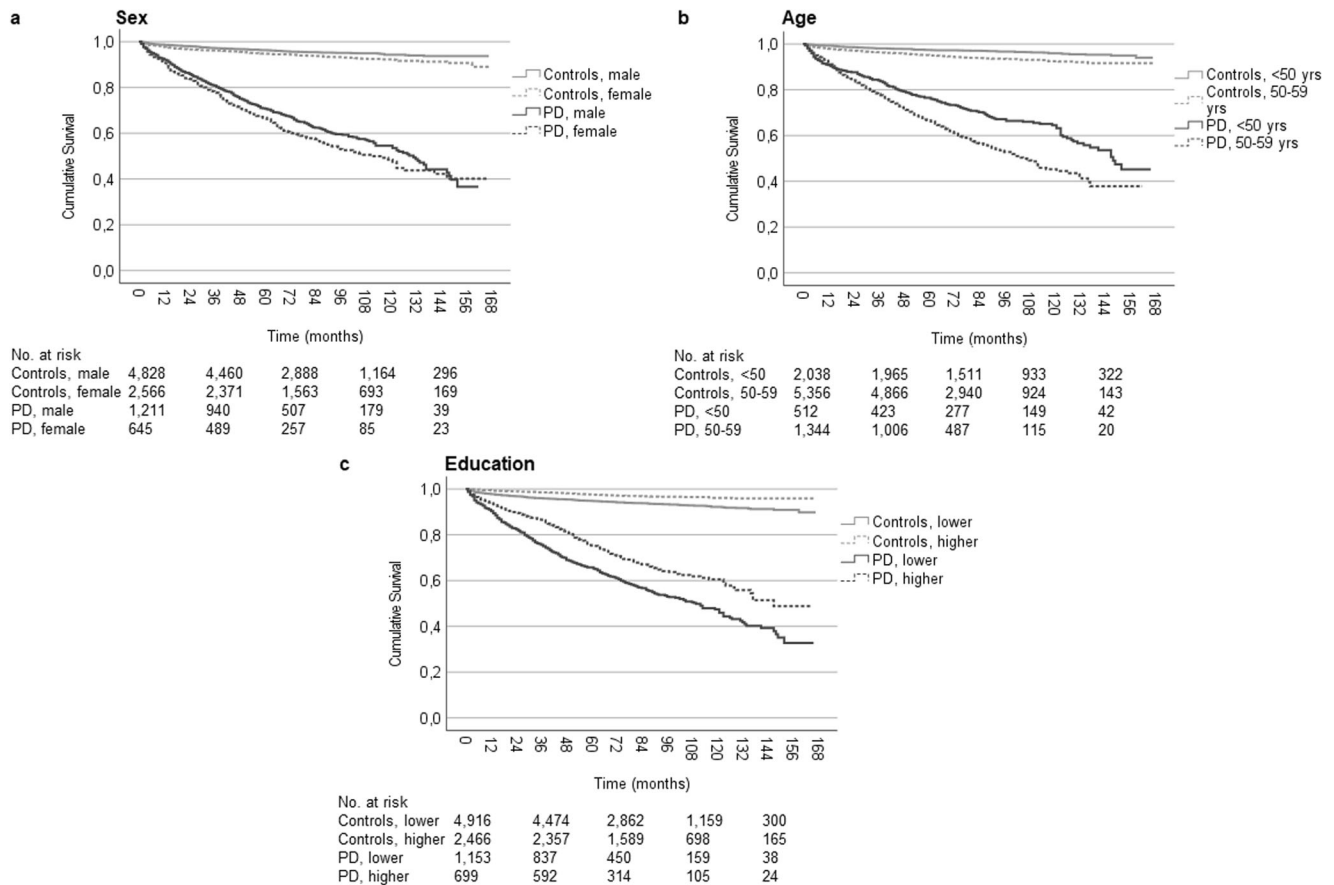 a
Sex
1,0
0,8
0,6
0,4
0,2
0,0
Cumulative Survival
0 12 24 36 48 60 72 84 96 108 120 132 144 156 168
Time (months)
Controls, male
Controls, female
PD, male
PD, female
No. at risk
Controls, male 4,828 4,460 2,888 1,164 296
Controls, female 2,566 2,371 1,563 693 169
PD, male 1,211 940 507 179 39
PD, female 645 489 257 85 23
b
Age
1,0
0,8
0,6
0,4
0,2
0,0
Cumulative Survival
0 12 24 36 48 60 72 84 96 108 120 132 144 156 168
Time (months)
Controls, <50 yrs
Controls, 50-59
yrs
PD, <50 yrs
PD, 50-59 yrs
No. at risk
Controls, <50 2,038 1,965 1,511 933 322
Controls, 50-59 5,356 4,866 2,940 924 143
PD, <50 512 423 277 149 42
PD, 50-59 1,344 1,006 487 115 20
c
Education
1,0
0,8
0,6
0,4
0,2
0,0
Cumulative Survival
0 12 24 36 48 60 72 84 96 108 120 132 144 156 168
Time (months)
Controls, lower
Controls, higher
PD, lower
PD, higher
No. at risk
Controls, lower 4,916 4,474 2,862 1,159 300
Controls, higher 2,466 2,357 1,589 698 165
PD, lower 1,153 837 450 159 38
PD, higher 699 592 314 105 24